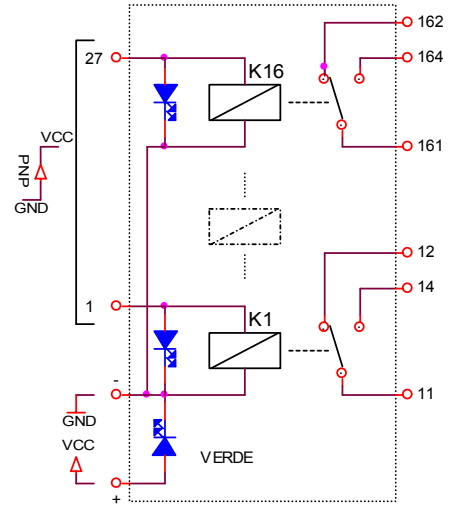 162
27
164
K16
VCC
PNP
161
GND
12
14
1
K1
-
11
GND
VCC
VERDE
+